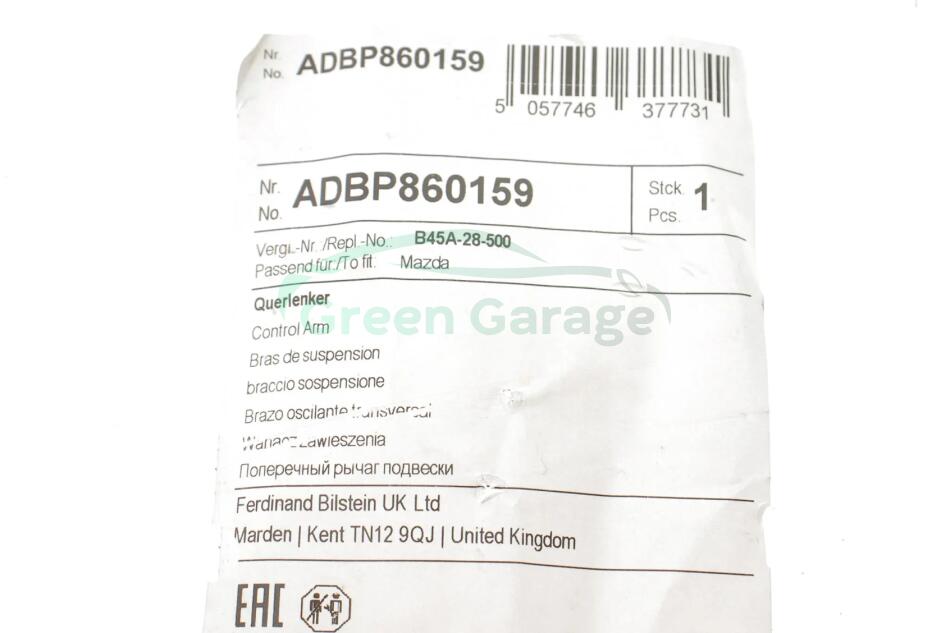 Nr.
No. ADBP860159
5 057746 377731
Nr.
No. ADBP860159
Stck. 1
Pcs.
Vergl.-Nr./Repl.-No.: B45A-28-500
Passend für:/To fit: Mazda
Querlenker
Green Garage
Control Arm
Bras de suspension
braccio sospensione
Brazo oscilante transversal
zawieszenia
Поперечный рычаг подвески
Ferdinand Bilstein UK Ltd
Marden | Kent TN12 9QJ | United Kingdom
EAC